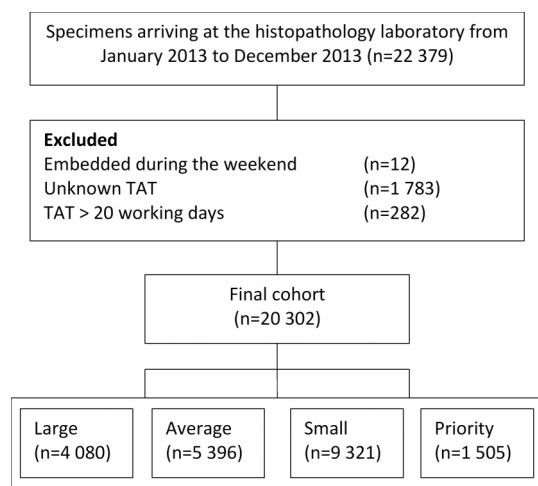 Specimens arriving at the histopathology laboratory from
January 2013 to December 2013 (n=22 379)
Excluded
Embedded during the weekend (n=12)
Unknown TAT (n=1 783)
TAT > 20 working days (n=282)
Final cohort
(n=20 302)
Large
(n=4 080)
Average
(n=5 396)
Small
(n=9 321)
Priority
(n=1 505)